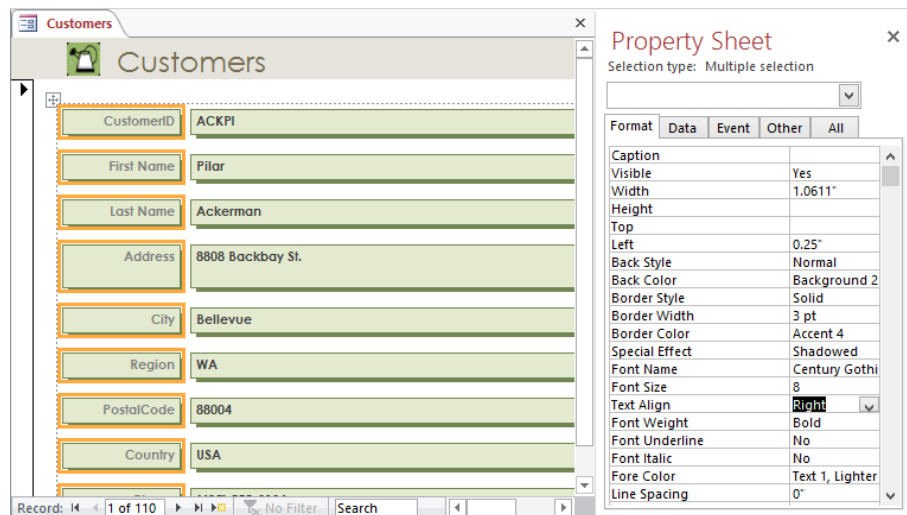 Customers
Customers
CustomerID ACKPI
First Name Pilar
Last Name Ackerman
Address 8808 Backbay St.
City Bellevue
Region WA
PostalCode 88004
Country USA
Record: 1 of 110 No Filter Search
Property Sheet
Selection type: Multiple selection
Format Data Event Other All
Caption
Visible Yes
Width 1.0611"
Height
Top
Left 0.25"
Back Style Normal
Back Color Background 2
Border Style Solid
Border Width 3 pt
Border Color Accent 4
Special Effect Shadowed
Font Name Century Gothi
Font Size 8
Text Align Right
Font Weight Bold
Font Underline No
Font Italic No
Fore Color Text 1, Lighter
Line Spacing 0"